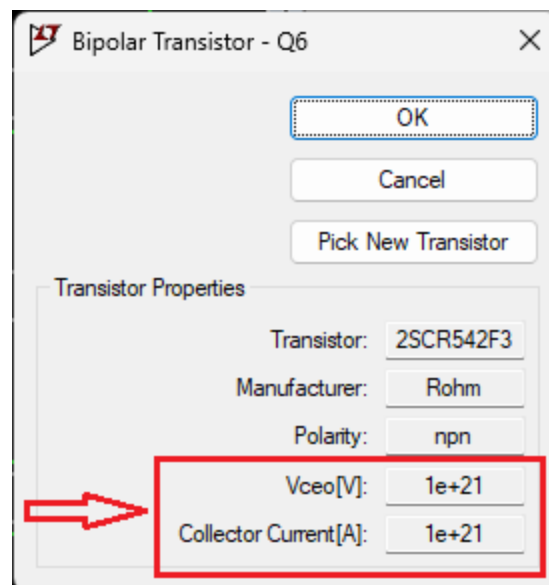 Bipolar Transistor - Q6
OK
Cancel
Pick New Transistor
Transistor Properties
Transistor: 2SCR542F3
Manufacturer: Rohm
Polarity: npn
Vceo[V]: 1e+21
Collector Current[A]: 1e+21